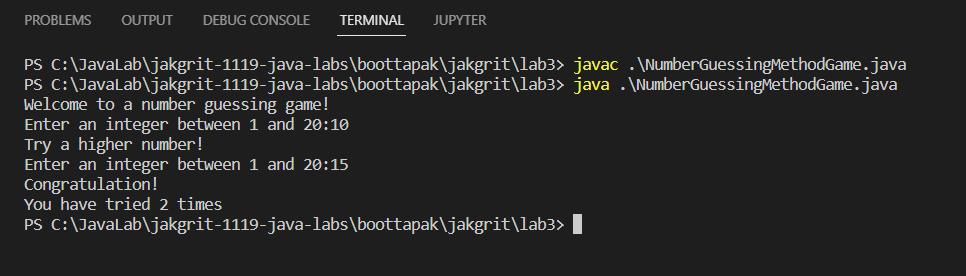 PROBLEMS OUTPUT DEBUG CONSOLE TERMINAL JUPYTER
PS C:\JavaLab\jakgrit-1119-java-labs\boottapak\jakgrit\lab3> javac .\NumberGuessingMethodGame.java
PS C:\JavaLab\jakgrit-1119-java-labs\boottapak\jakgrit\lab3> java .\NumberGuessingMethodGame.java
Welcome to a number guessing game!
Enter an integer between 1 and 20:10
Try a higher number!
Enter an integer between 1 and 20:15
Congratulation!
You have tried 2 times
PS C:\JavaLab\jakgrit-1119-java-labs\boottapak\jakgrit\lab3>